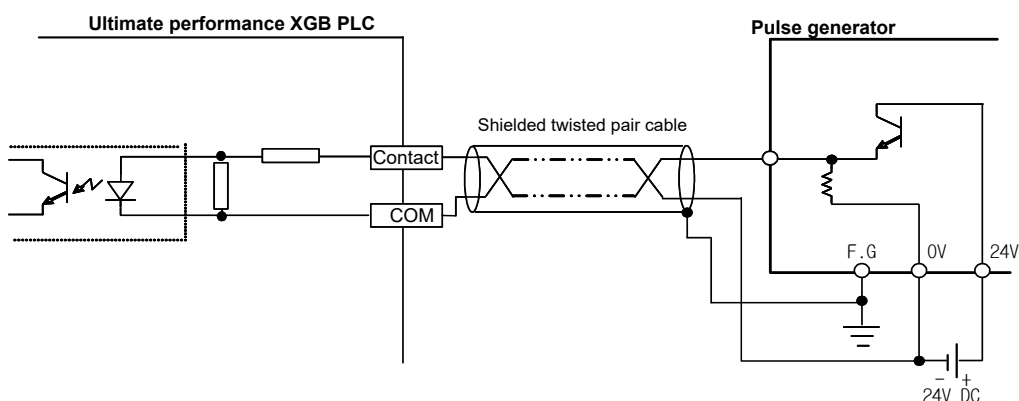 Ultimate performance XGB PLC
Pulse generator
Shielded twisted pair cable
Contact
COM
F.G
0V
24V
- +
24V DC